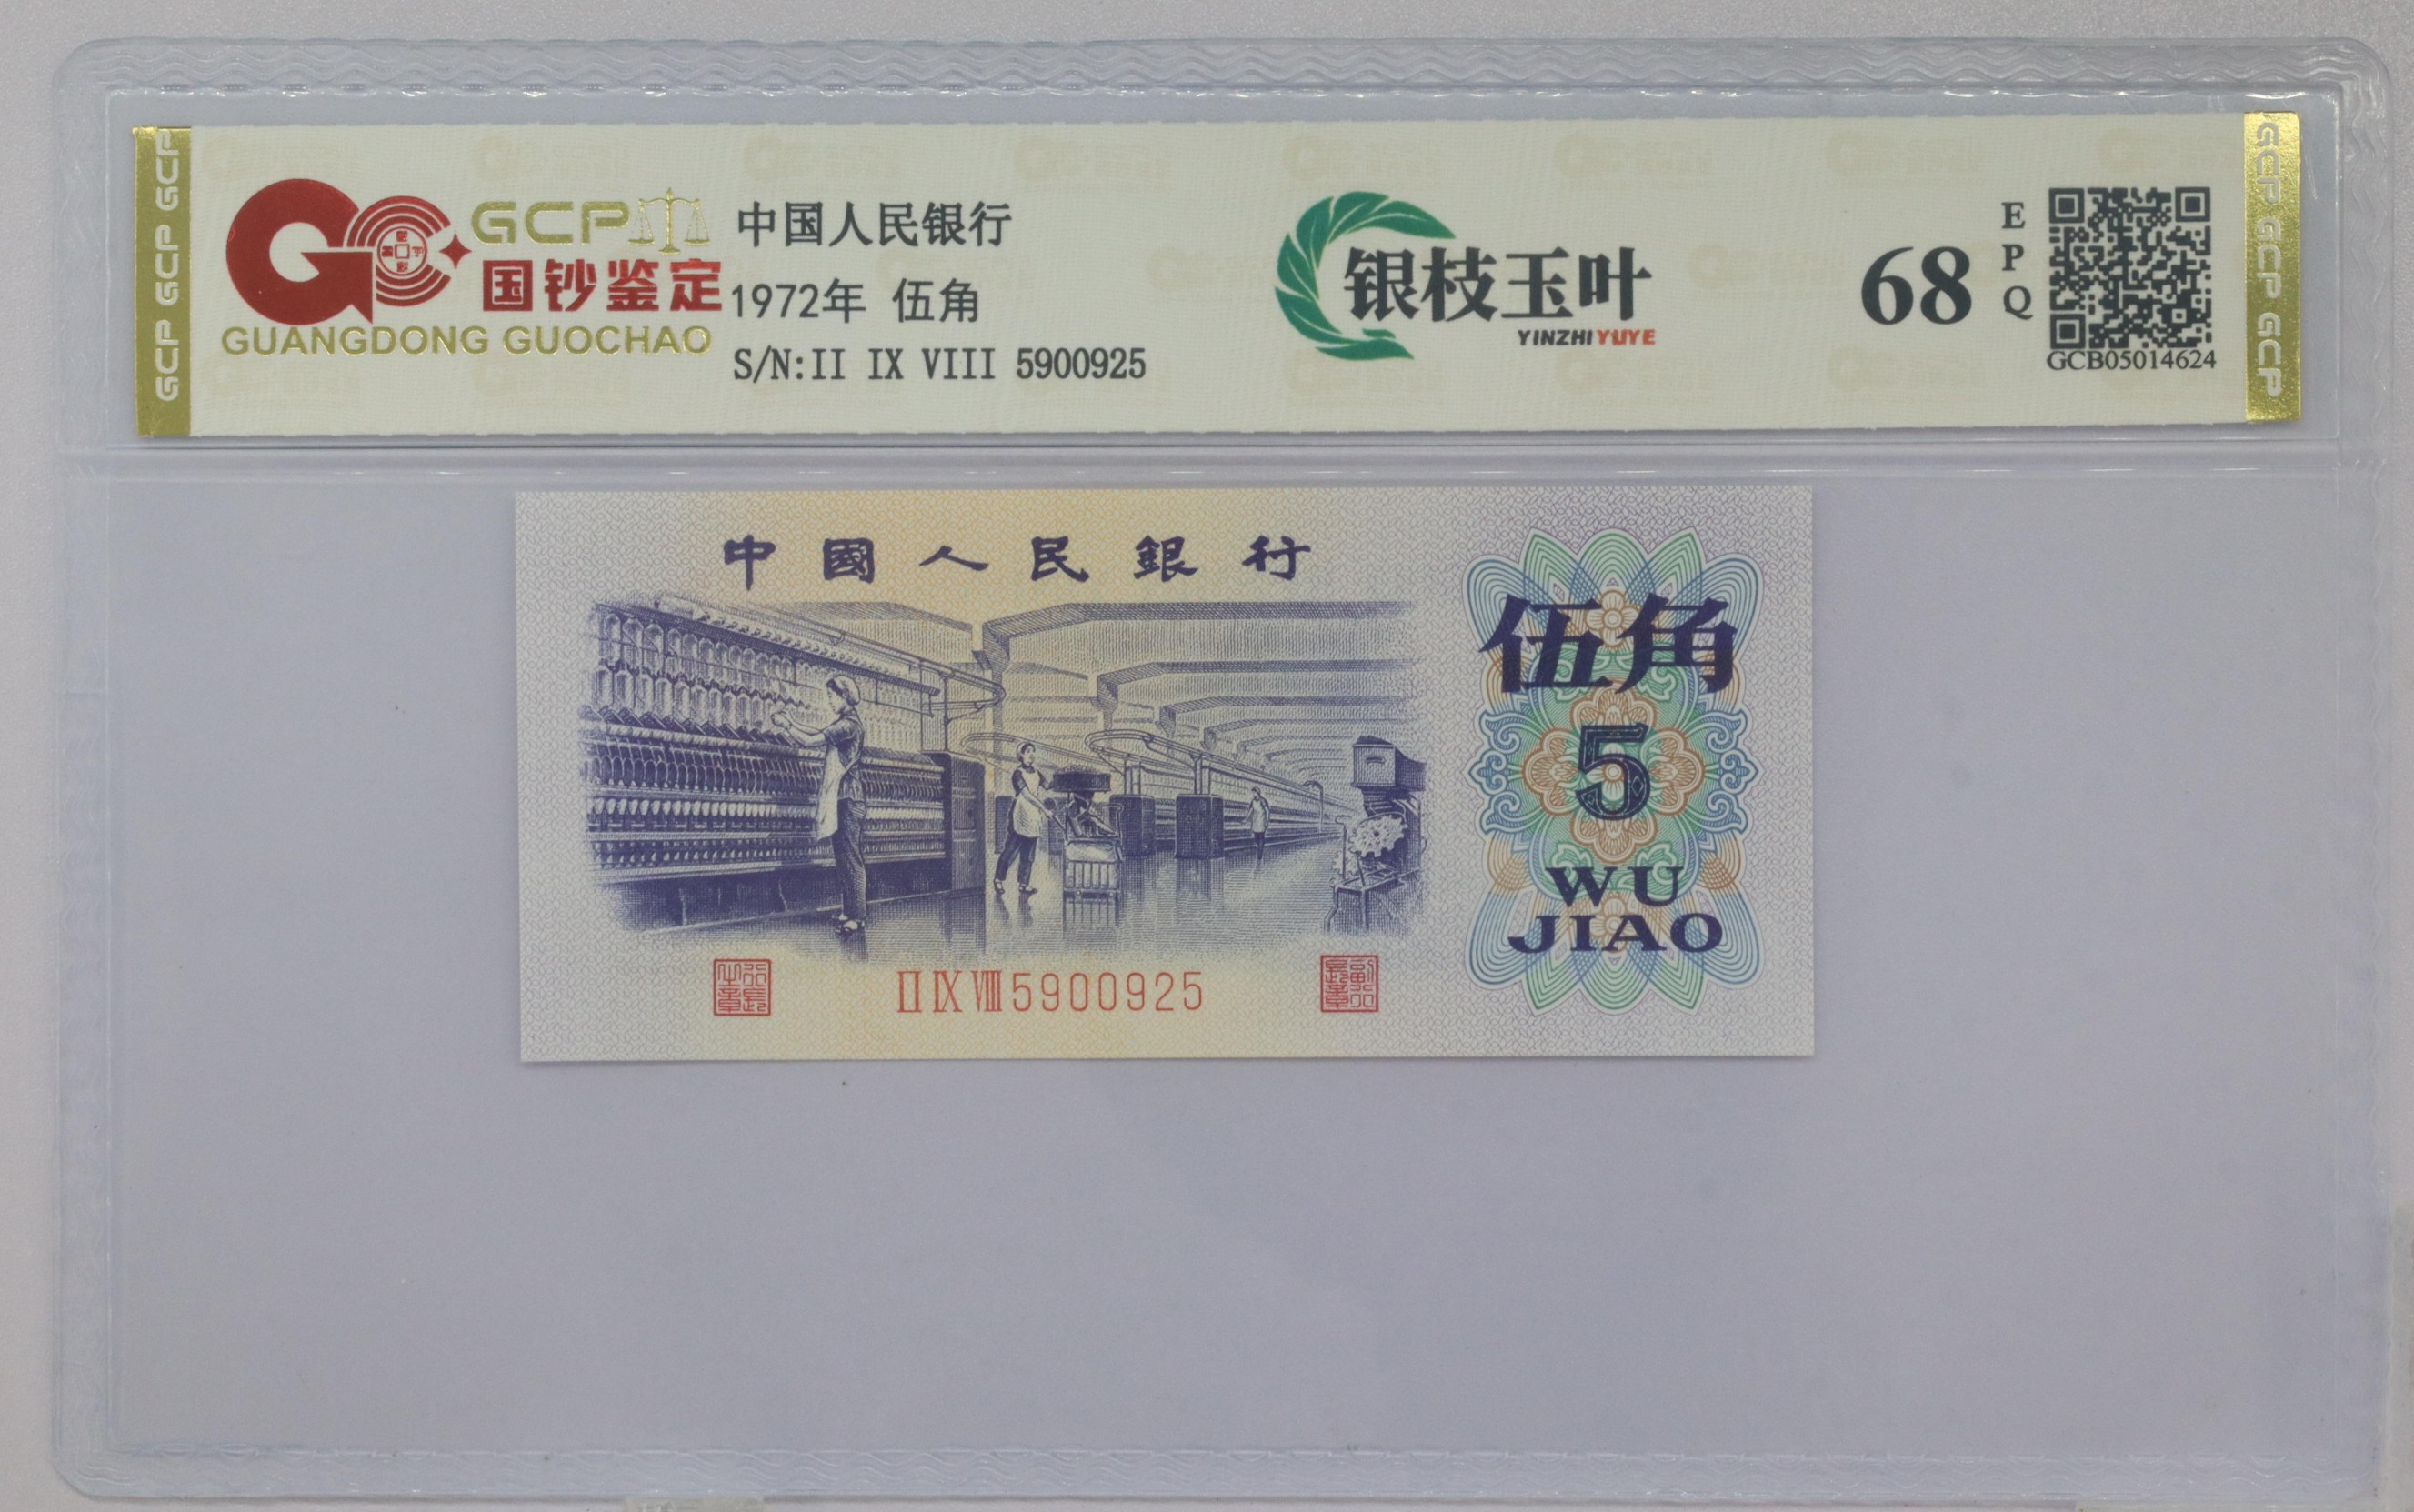 GCP GCP GCP
GCP
国钞鉴定
GUANGDONG GUOCHAO
中国人民银行
1972年 伍角
S/N:II IX VIII 5900925
银枝玉叶
YINZHIYUYE
68
EPQ
GCB05014624
GCP GCP GCP
中國人民銀行
伍角
5
WU
JIAO
II IX VIII 5900925